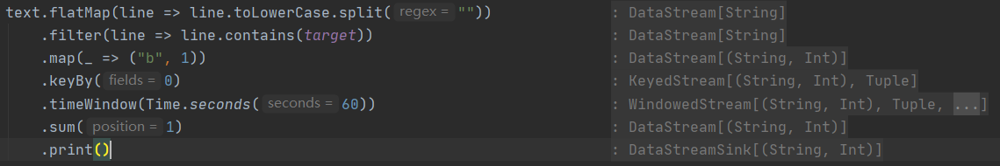 text.flatMap(line => line.toLowerCase.split( regex = "")) : DataStream[String]
.filter(line => line.contains(target)) : DataStream[String]
.map(_ => ("b", 1)) : DataStream[(String, Int)]
.keyBy( fields = 0) : KeyedStream[(String, Int), Tuple]
.timeWindow(Time.seconds( seconds = 60)) : WindowedStream[(String, Int), Tuple, ...]
.sum( position = 1) : DataStream[(String, Int)]
.print() : DataStreamSink[(String, Int)]